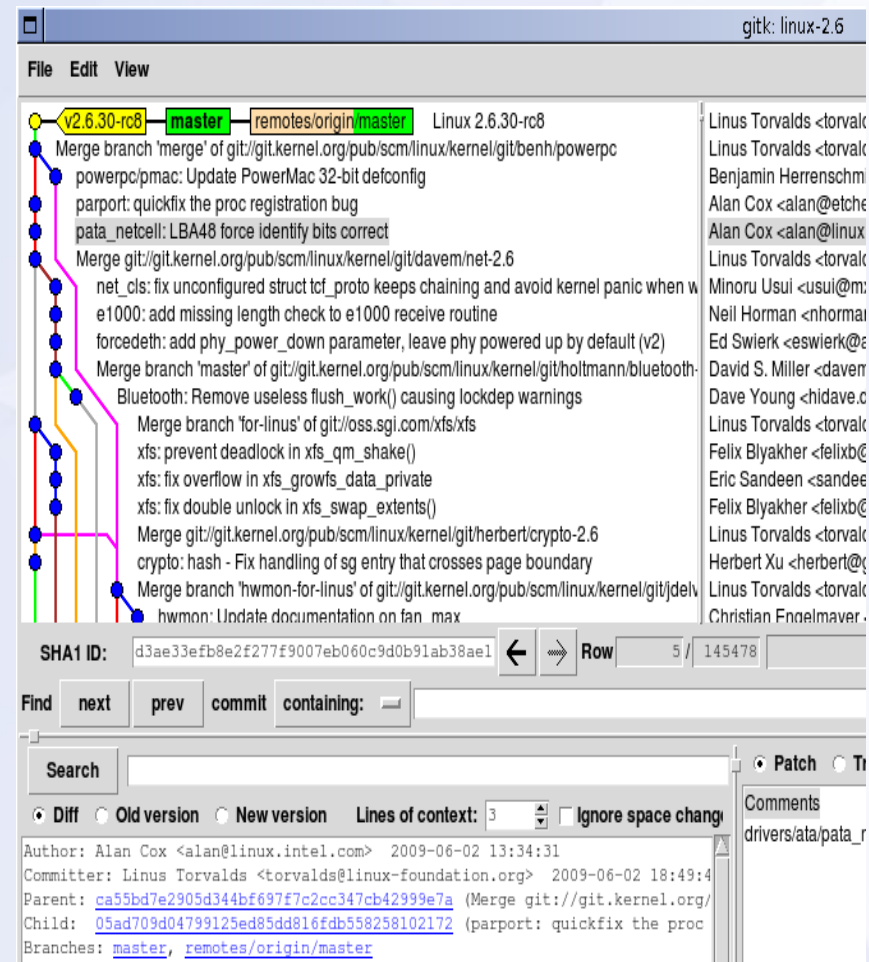 gitk: linux-2.6
File Edit View
v2.6.30-rc8 master remotes/origin/master Linux 2.6.30-rc8 Linus Torvalds <torvald
Merge branch 'merge' of git://git.kernel.org/pub/scm/linux/kernel/git/benh/powerpc Linus Torvalds <torvald
powerpc/pmac: Update PowerMac 32-bit defconfig Benjamin Herrenschmi
parport: quickfix the proc registration bug Alan Cox <alan@etche
pata_netcell: LBA48 force identify bits correct Alan Cox <alan@linux
Merge git://git.kernel.org/pub/scm/linux/kernel/git/davem/net-2.6 Linus Torvalds <torvald
net_cls: fix unconfigured struct tcf_proto keeps chaining and avoid kernel panic when w Minoru Usui <usui@mx
e1000: add missing length check to e1000 receive routine Neil Horman <nhorman
forcedeth: add phy_power_down parameter, leave phy powered up by default (v2) Ed Swierk <eswierk@a
Merge branch 'master' of git://git.kernel.org/pub/scm/linux/kernel/git/holtmann/bluetooth- David S. Miller <davem
Bluetooth: Remove useless flush_work() causing lockdep warnings Dave Young <hidave.c
Merge branch 'for-linus' of git://oss.sgi.com/xfs/xfs Linus Torvalds <torvald
xfs: prevent deadlock in xfs_qm_shake() Felix Blyakher <felixb@
xfs: fix overflow in xfs_growfs_data_private Eric Sandeen <sandee
xfs: fix double unlock in xfs_swap_extents() Felix Blyakher <felixb@
Merge git://git.kernel.org/pub/scm/linux/kernel/git/herbert/crypto-2.6 Linus Torvalds <torvald
crypto: hash - Fix handling of sg entry that crosses page boundary Herbert Xu <herbert@g
Merge branch 'hwmon-for-linus' of git://git.kernel.org/pub/scm/linux/kernel/git/jdelv Linus Torvalds <torvald
hwmon: Update documentation on fan_max Christian Engelmayer
SHA1 ID: d3ae33efb8e2f277f9007eb060c9d0b91ab38ae1 Row 5 / 145478
Find next prev commit containing:
Search
Diff Old version New version Lines of context: 3 Ignore space change
Author: Alan Cox <alan@linux.intel.com> 2009-06-02 13:34:31
Committer: Linus Torvalds <torvalds@linux-foundation.org> 2009-06-02 18:49:4
Parent: ca55bd7e2905d344bf697f7c2cc347cb42999e7a (Merge git://git.kernel.org/
Child: 05ad709d04799125ed85dd816fdb558258102172 (parport: quickfix the proc
Branches: master, remotes/origin/master
Patch Tr
Comments
drivers/ata/pata_n